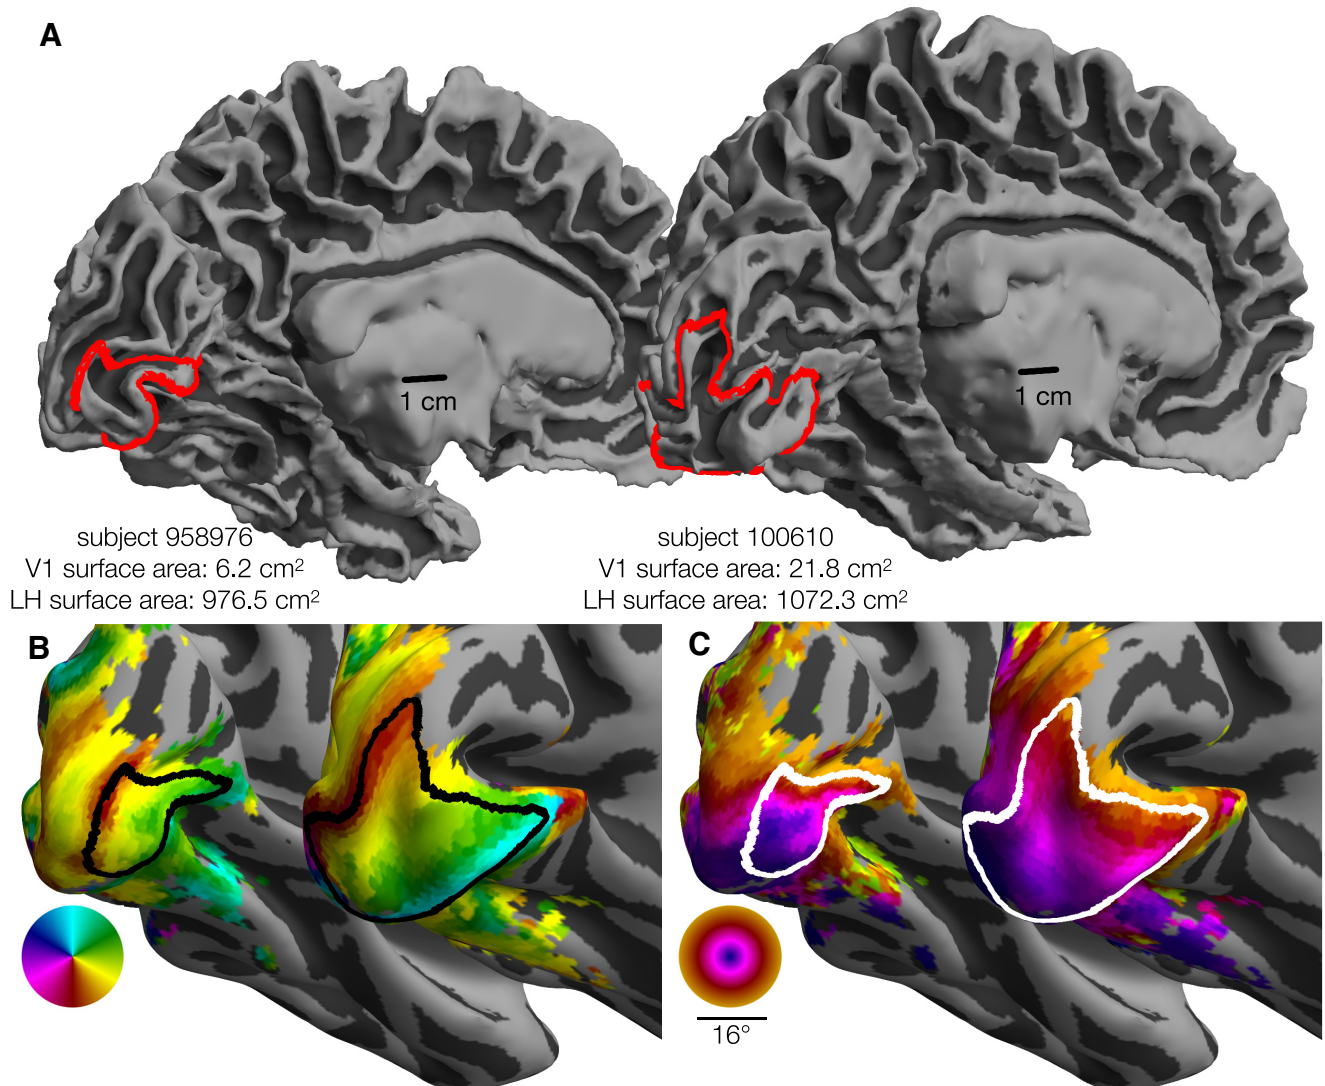 A
1 cm
1 cm
subject 958976
V1 surface area: 6.2 cm²
LH surface area: 976.5 cm²
subject 100610
V1 surface area: 21.8 cm²
LH surface area: 1072.3 cm²
B
C
16°